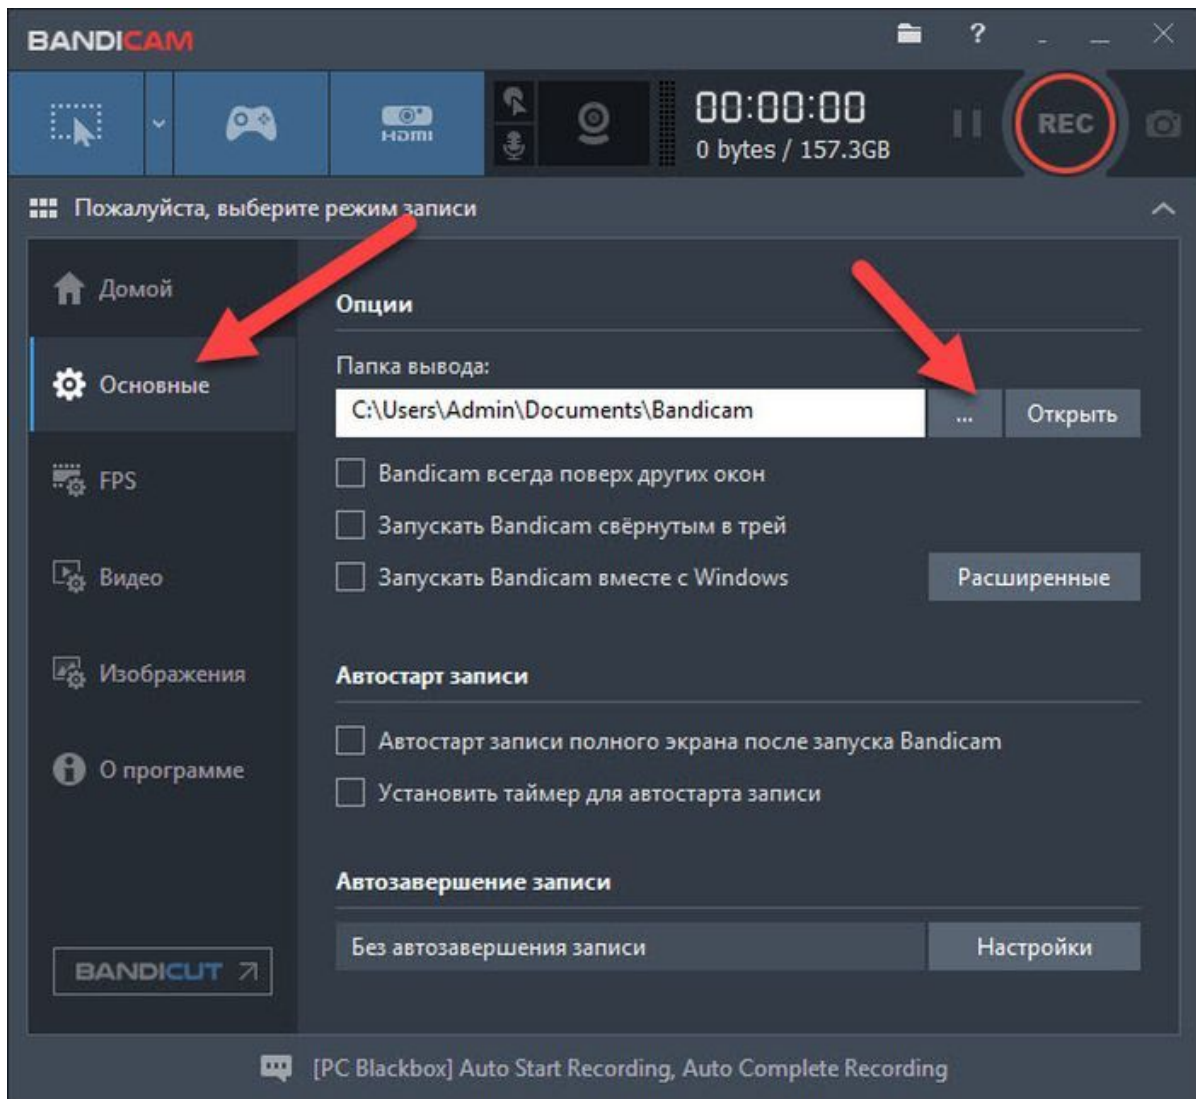 BANDICAM
?
HDMI
00:00:00
0 bytes / 157.3GB
REC
Пожалуйста, выберите режим записи
Домой
Основные
FPS
Видео
Изображения
О программе
BANDICUT
Опции
Папка вывода:
C:\Users\Admin\Documents\Bandicam
...
Открыть
Bandicam всегда поверх других окон
Запускать Bandicam свёрнутым в трей
Запускать Bandicam вместе с Windows
Расширенные
Автостарт записи
Автостарт записи полного экрана после запуска Bandicam
Установить таймер для автостарта записи
Автозавершение записи
Без автозавершения записи
Настройки
[PC Blackbox] Auto Start Recording, Auto Complete Recording